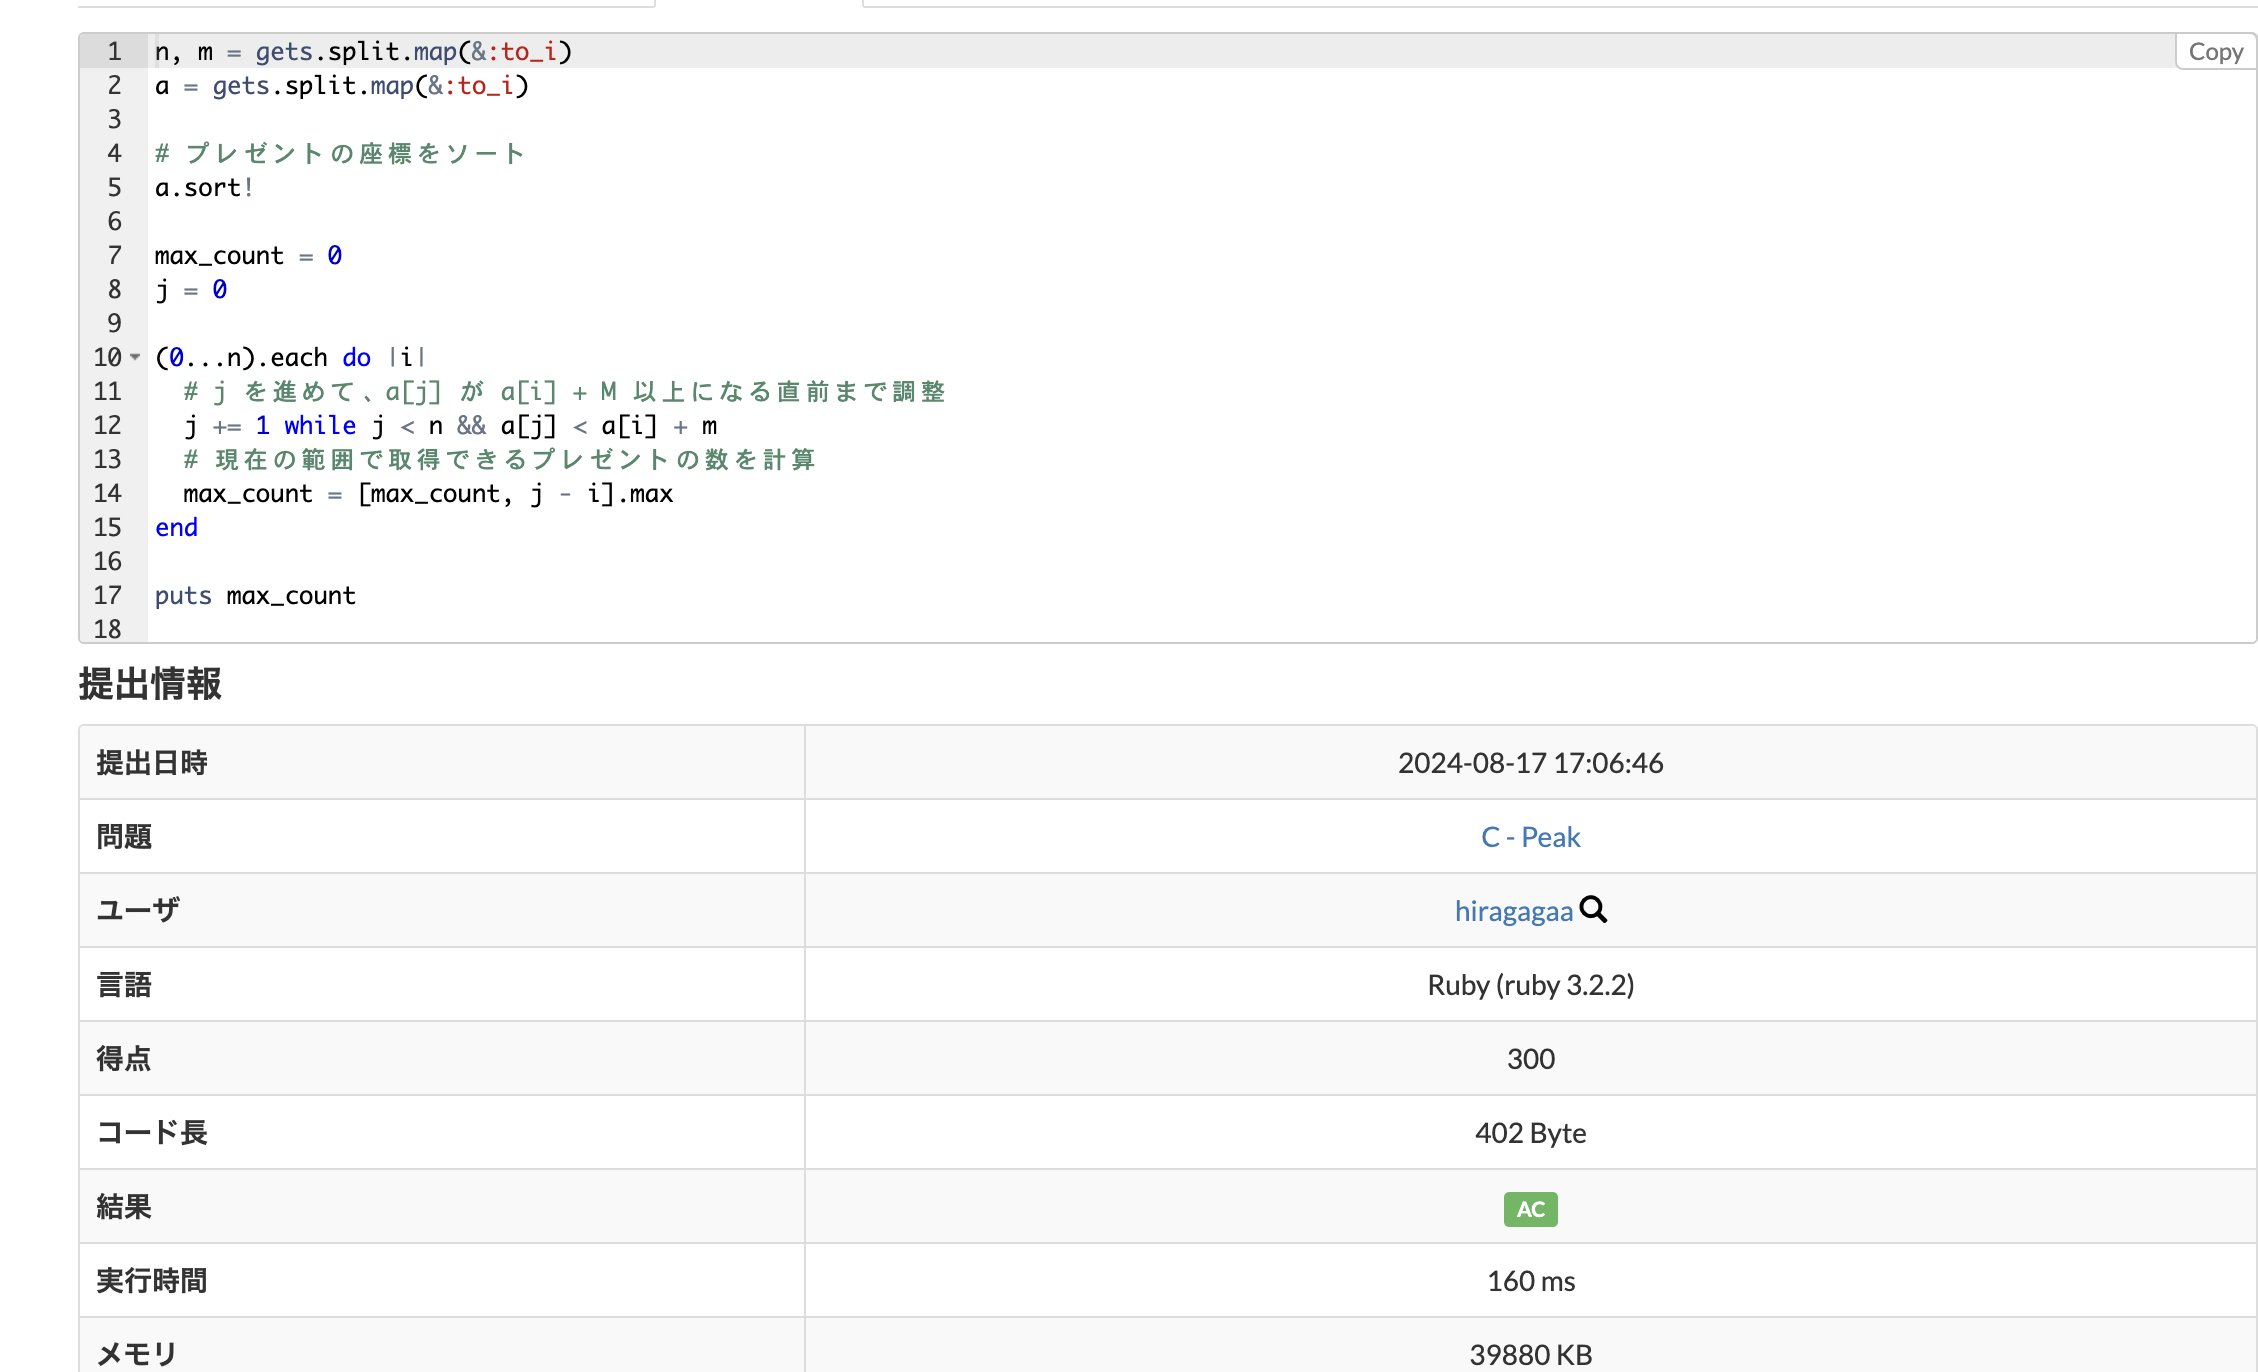 1 n, m = gets.split.map(&:to_i)
Copy
2 a = gets.split.map(&:to_i)
3
4 # プレゼントの座標をソート
5 a.sort!
6
7 max_count = 0
8 j = 0
9
10 (0...n).each do |i|
11   # j を進めて、a[j] が a[i] + M 以上になる直前まで調整
12   j += 1 while j < n && a[j] < a[i] + m
13   # 現在の範囲で取得できるプレゼントの数を計算
14   max_count = [max_count, j - i].max
15 end
16
17 puts max_count
18
提出情報
提出日時 2024-08-17 17:06:46
問題 C - Peak
ユーザ hiragagaa
言語 Ruby (ruby 3.2.2)
得点 300
コード長 402 Byte
結果 AC
実行時間 160 ms
メモリ 39880 KB